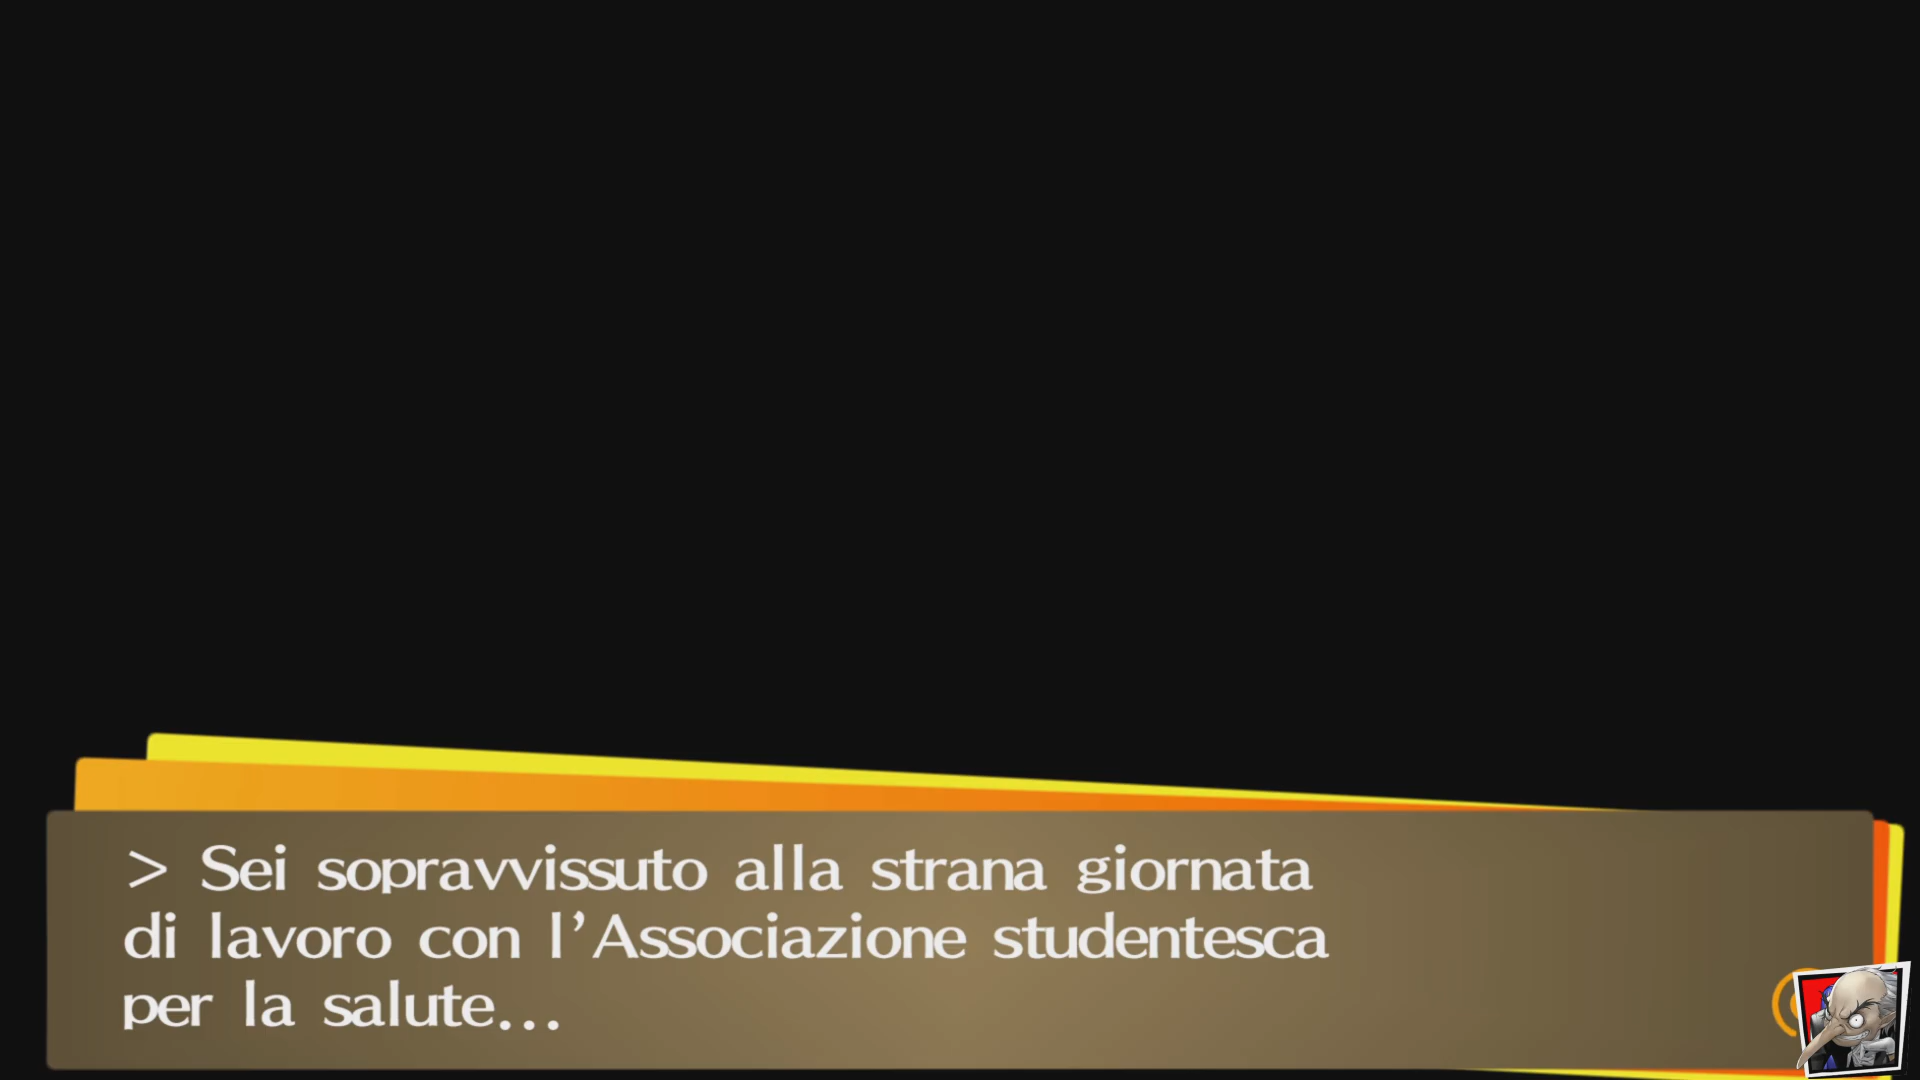 > Sei sopravvissuto alla strana giornata
di lavoro con l’Associazione studentesca
per la salute...